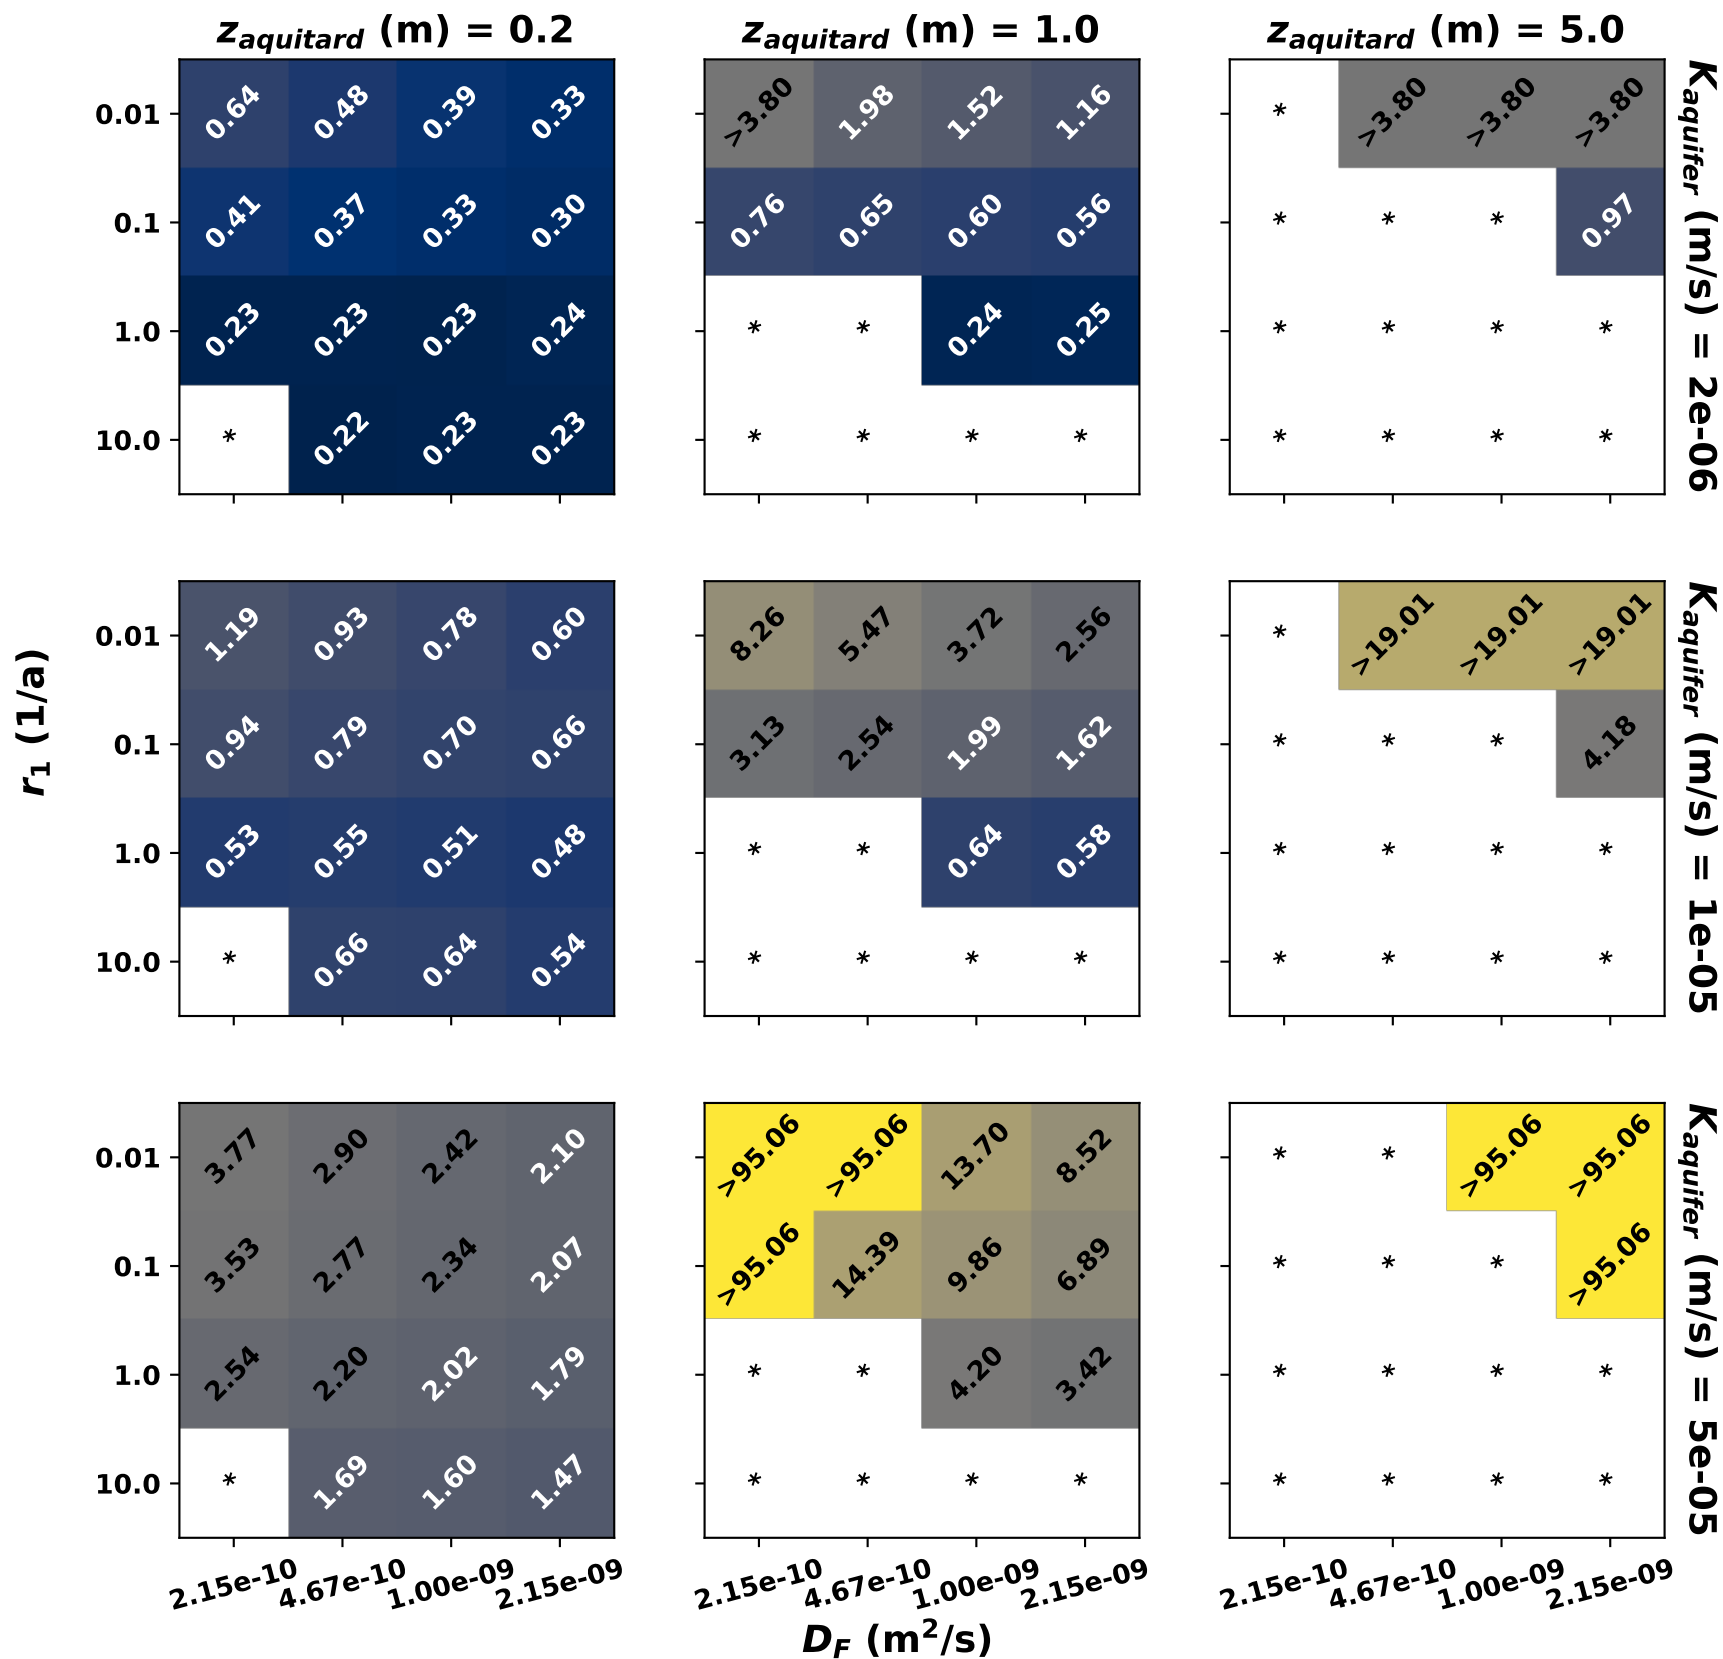 z_aquitard (m) = 0.2 z_aquitard (m) = 1.0 z_aquitard (m) = 5.0
0.01 0.64 0.48 0.39 0.33 >3.80 1.98 1.52 1.16 * >3.80 >3.80 >3.80
0.1 0.41 0.37 0.33 0.30 0.76 0.65 0.60 0.56 * * * 0.97
1.0 0.23 0.23 0.23 0.24 * * 0.24 0.25 * * * *
10.0 * 0.22 0.23 0.23 * * * * * * * *
K_aquifer (m/s) = 2e-06
0.01 1.19 0.93 0.78 0.60 8.26 5.47 3.72 2.56 * >19.01 >19.01 >19.01
0.1 0.94 0.79 0.70 0.66 3.13 2.54 1.99 1.62 * * * 4.18
1.0 0.53 0.55 0.51 0.48 * * 0.64 0.58 * * * *
10.0 * 0.66 0.64 0.54 * * * * * * * *
K_aquifer (m/s) = 1e-05
r_1 (1/a)
0.01 3.77 2.90 2.42 2.10 >95.06 >95.06 13.70 8.52 * * >95.06 >95.06
0.1 3.53 2.77 2.34 2.07 >95.06 14.39 9.86 6.89 * * * >95.06
1.0 2.54 2.20 2.02 1.79 * * 4.20 3.42 * * * *
10.0 * 1.69 1.60 1.47 * * * * * * * *
K_aquifer (m/s) = 5e-05
2.15e-10 4.67e-10 1.00e-09 2.15e-09 2.15e-10 4.67e-10 1.00e-09 2.15e-09 2.15e-10 4.67e-10 1.00e-09 2.15e-09
D_F (m²/s)